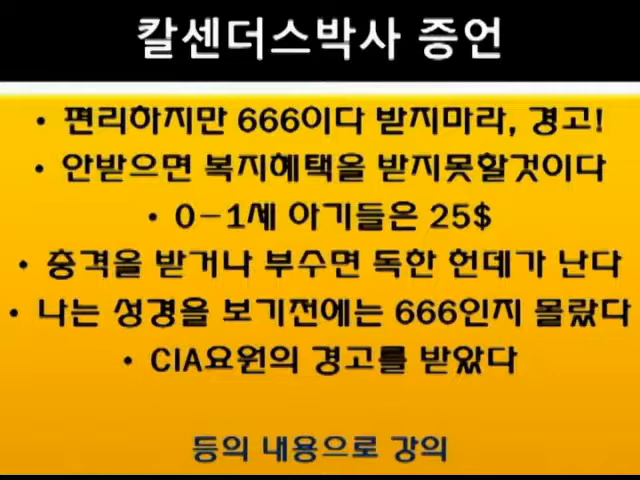 칼센더스박사 증언
• 편리하지만 666이다 받지마라, 경고!
• 안받으면 복지혜택을 받지못할것이다
• 0-1세 아기들은 25$
• 충격을 받거나 부수면 독한 헌데가 난다
• 나는 성경을 보기전에는 666인지 몰랐다
• CIA요원의 경고를 받았다
등의 내용으로 강의